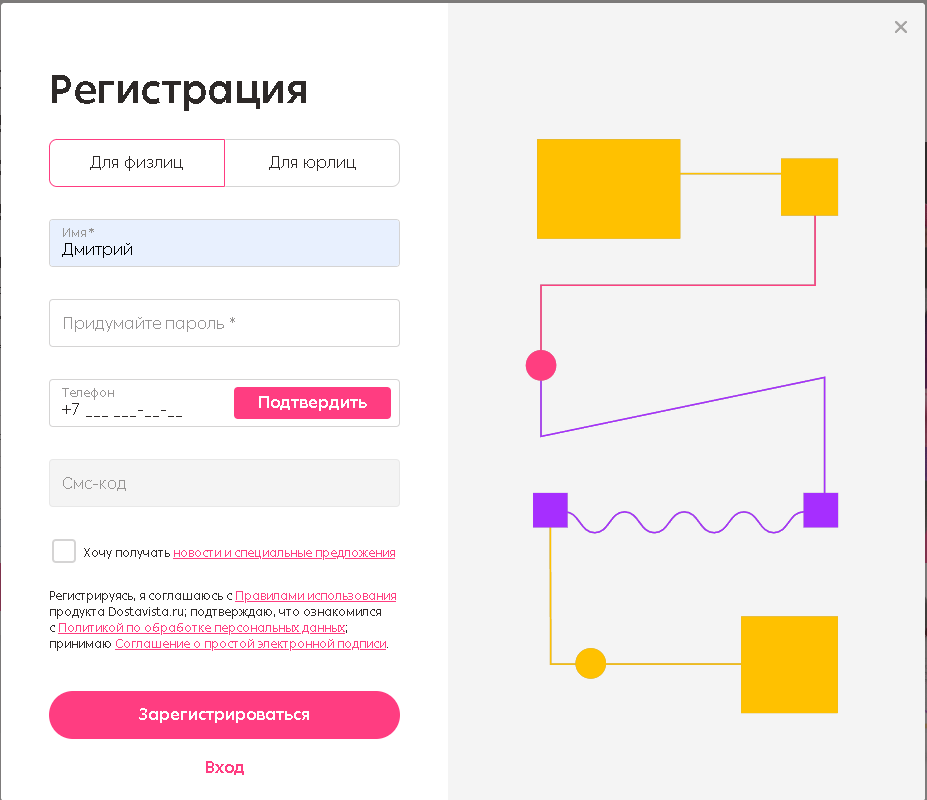 Регистрация
Для физлиц
Для юрлиц
Имя*
Дмитрий
Придумайте пароль *
Телефон
+7 ___ ___-__-__
Подтвердить
Смс-код
Хочу получать новости и специальные предложения
Регистрируясь, я соглашаюсь с Правилами использования
продукта Dostavista.ru; подтверждаю, что ознакомился
с Политикой по обработке персональных данных;
принимаю Соглашение о простой электронной подписи.
Зарегистрироваться
Вход